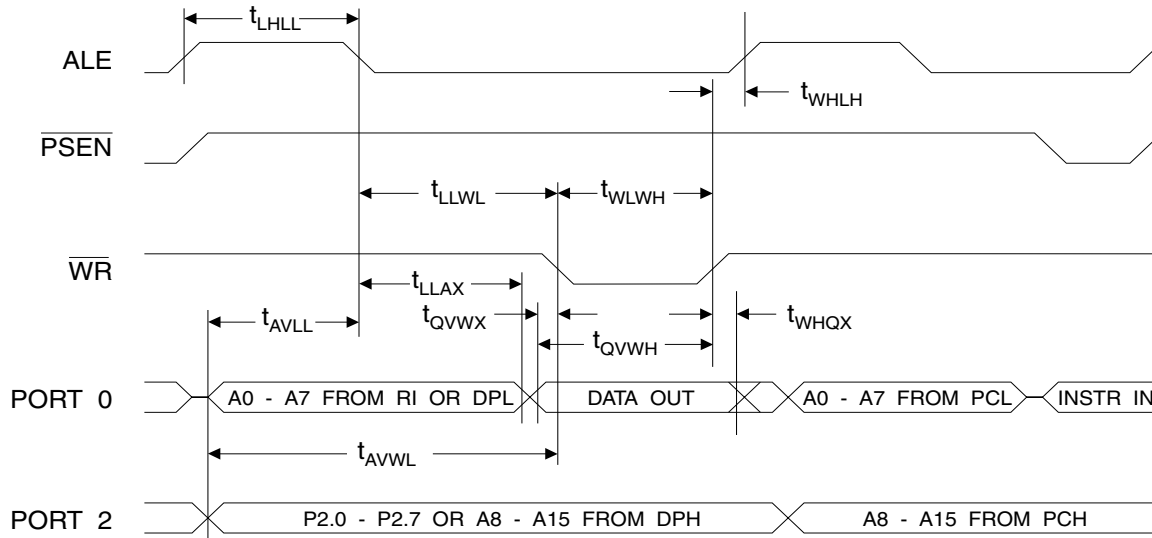 tLHLL
ALE
tWHLH
PSEN
tLLWL
tWLWH
WR
tLLAX
tQVWX
tWHQX
tAVLL
tQVWH
PORT 0
A0 - A7 FROM RI OR DPL
DATA OUT
A0 - A7 FROM PCL
INSTR IN
tAVWL
PORT 2
P2.0 - P2.7 OR A8 - A15 FROM DPH
A8 - A15 FROM PCH